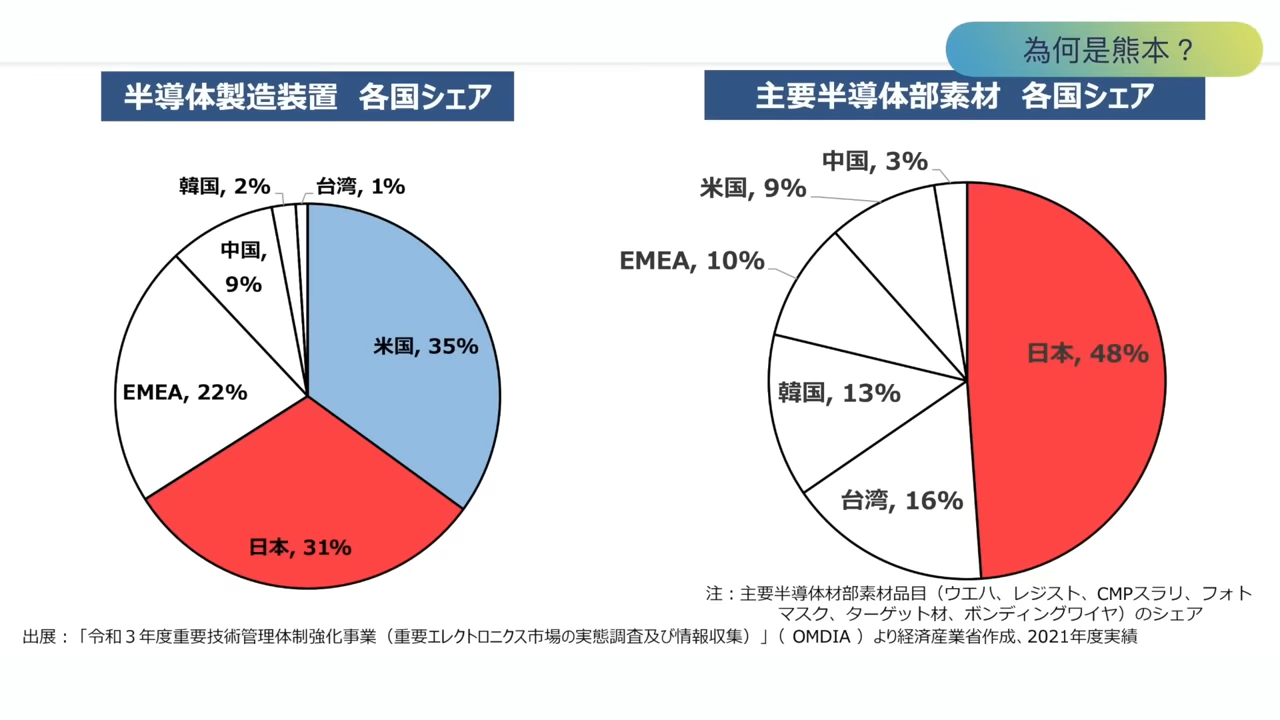 為何是熊本？
半導体製造装置 各国シェア
韓国, 2%
台湾, 1%
中国,
9%
米国, 35%
EMEA, 22%
日本, 31%
主要半導体部素材 各国シェア
中国, 3%
米国, 9%
EMEA, 10%
日本, 48%
韓国, 13%
台湾, 16%
注：主要半導体材部素材品目（ウエハ、レジスト、CMPスラリ、フォト
マスク、ターゲット材、ボンディングワイヤ）のシェア
出展：「令和３年度重要技術管理体制強化事業（重要エレクトロニクス市場の実態調査及び情報収集）」（ OMDIA ）より経済産業省作成、2021年度実績